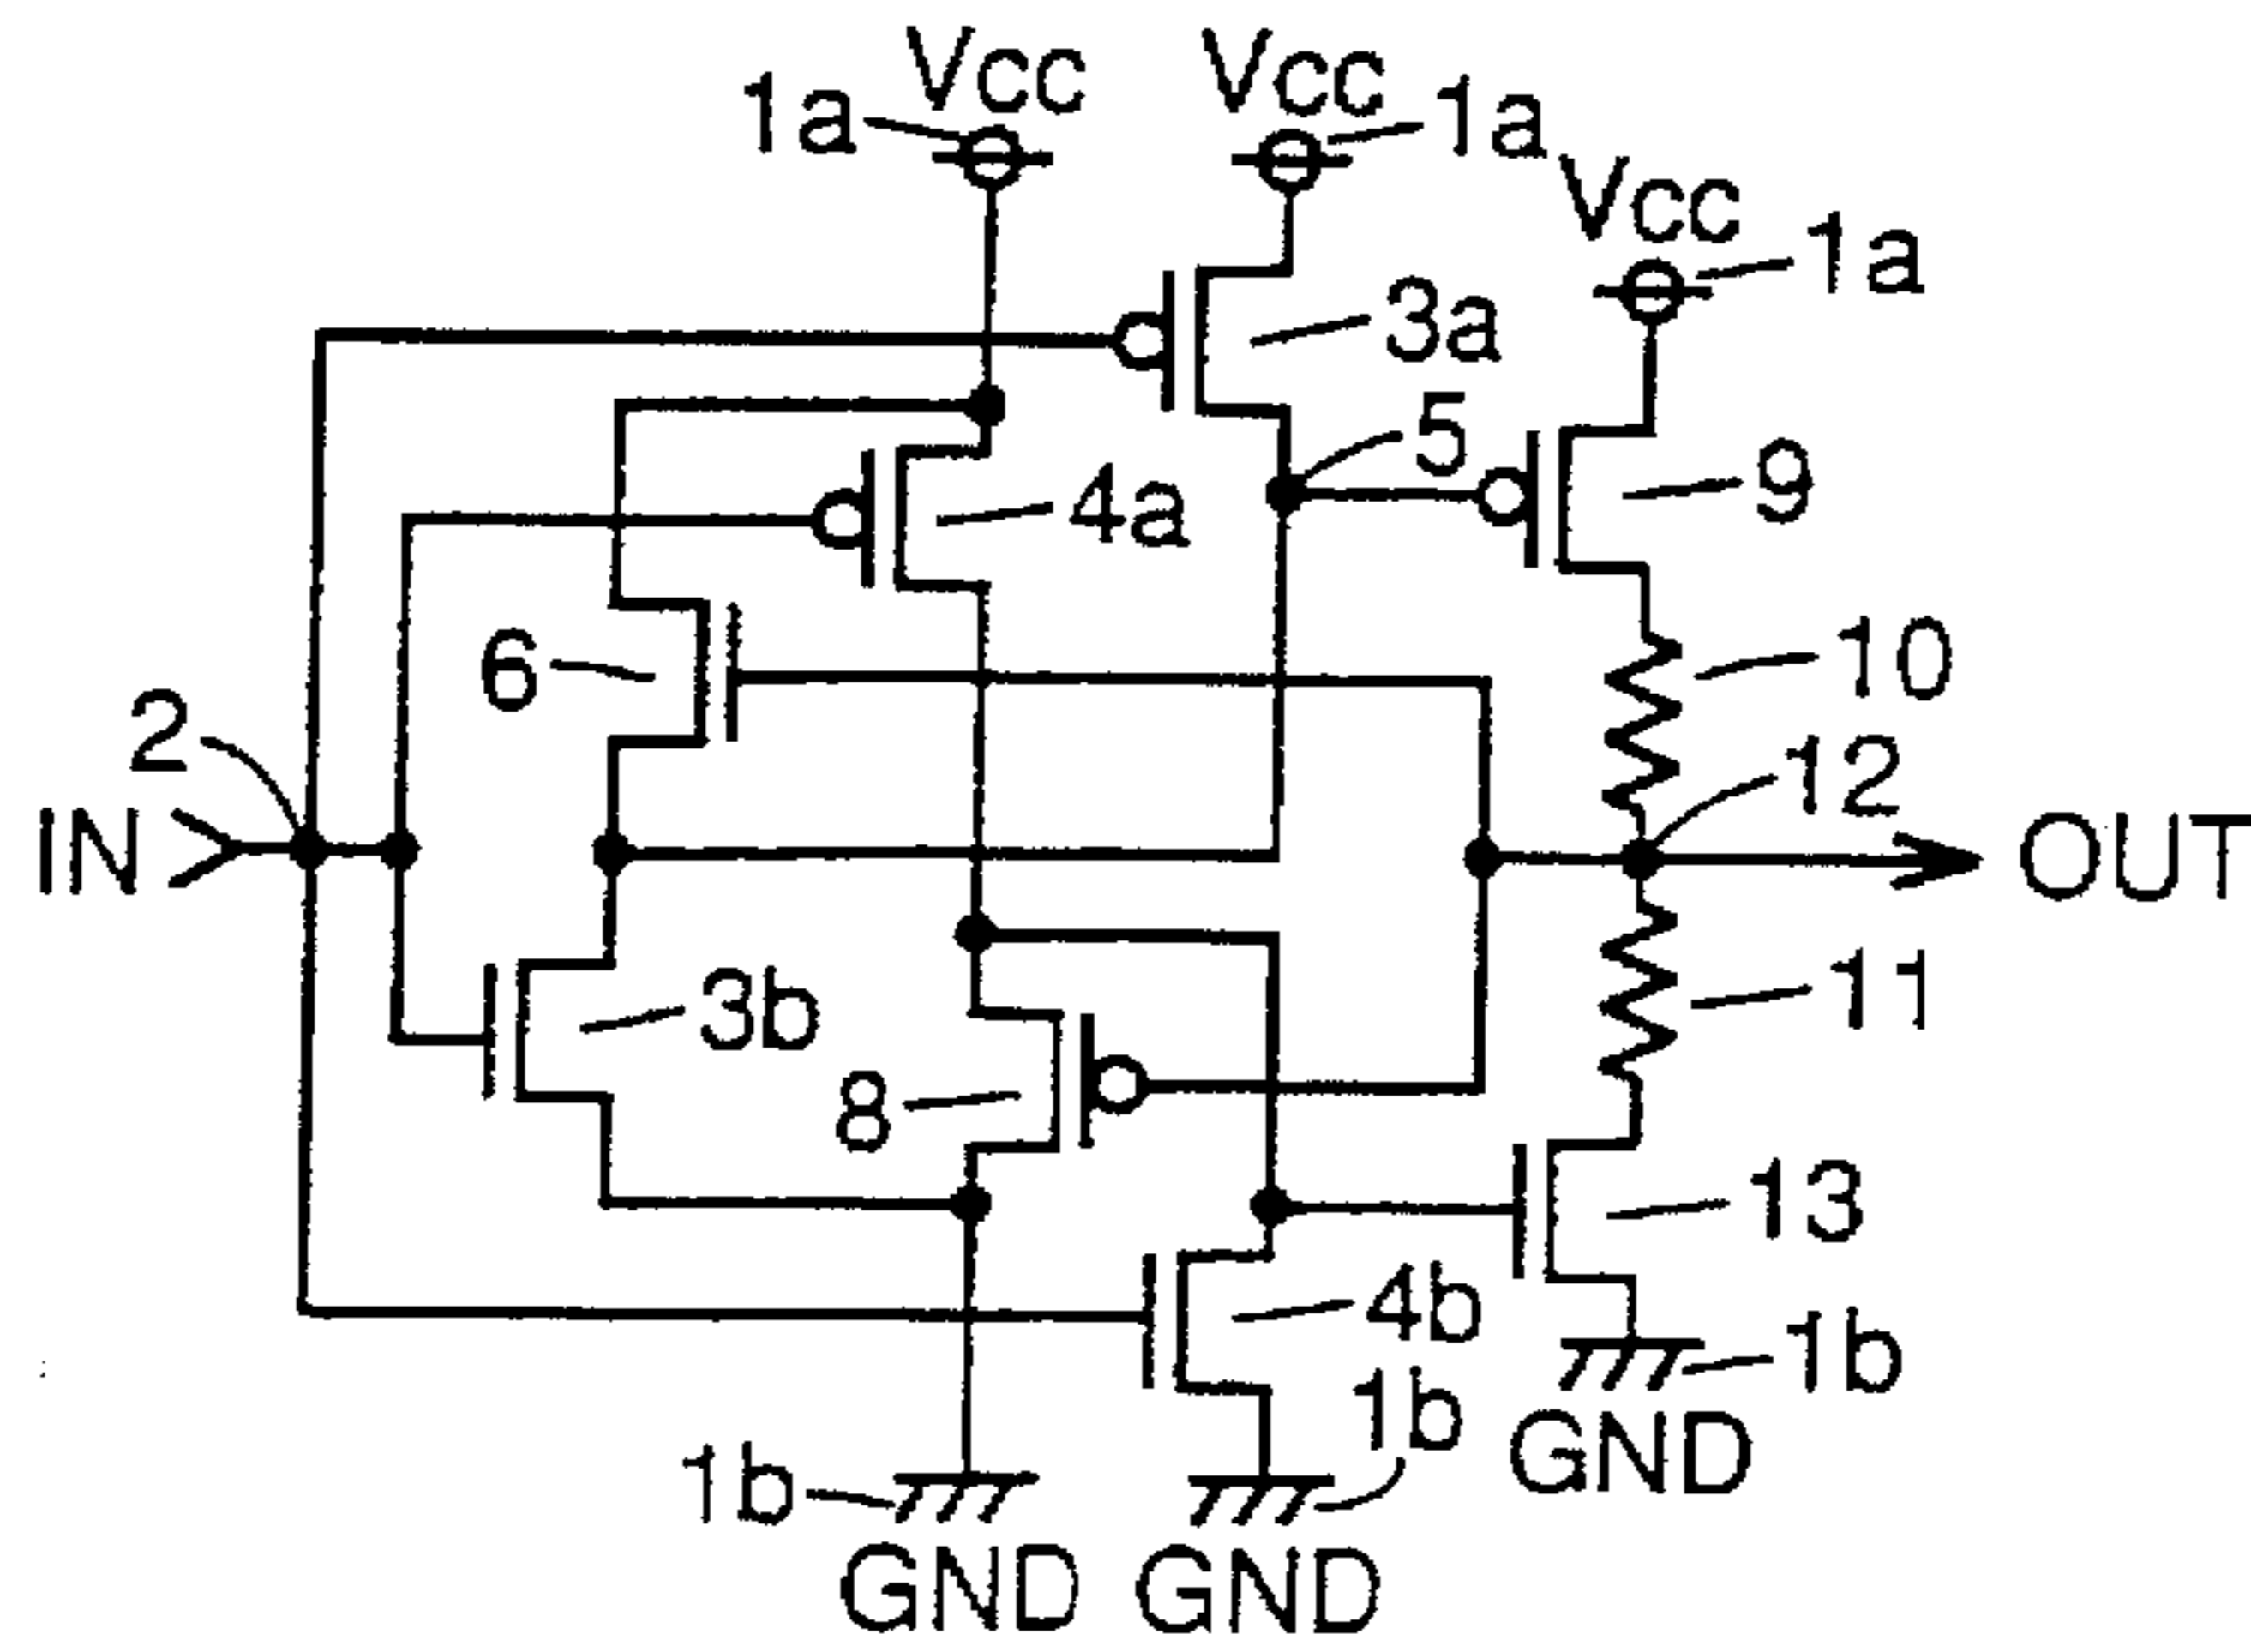 Vcc Vcc
1a 1a
Vcc
1a
3a
5
4a 9
6 10
2 12
IN OUT
3b 11
8
13
4b
1b 1b
1b GND
GND GND